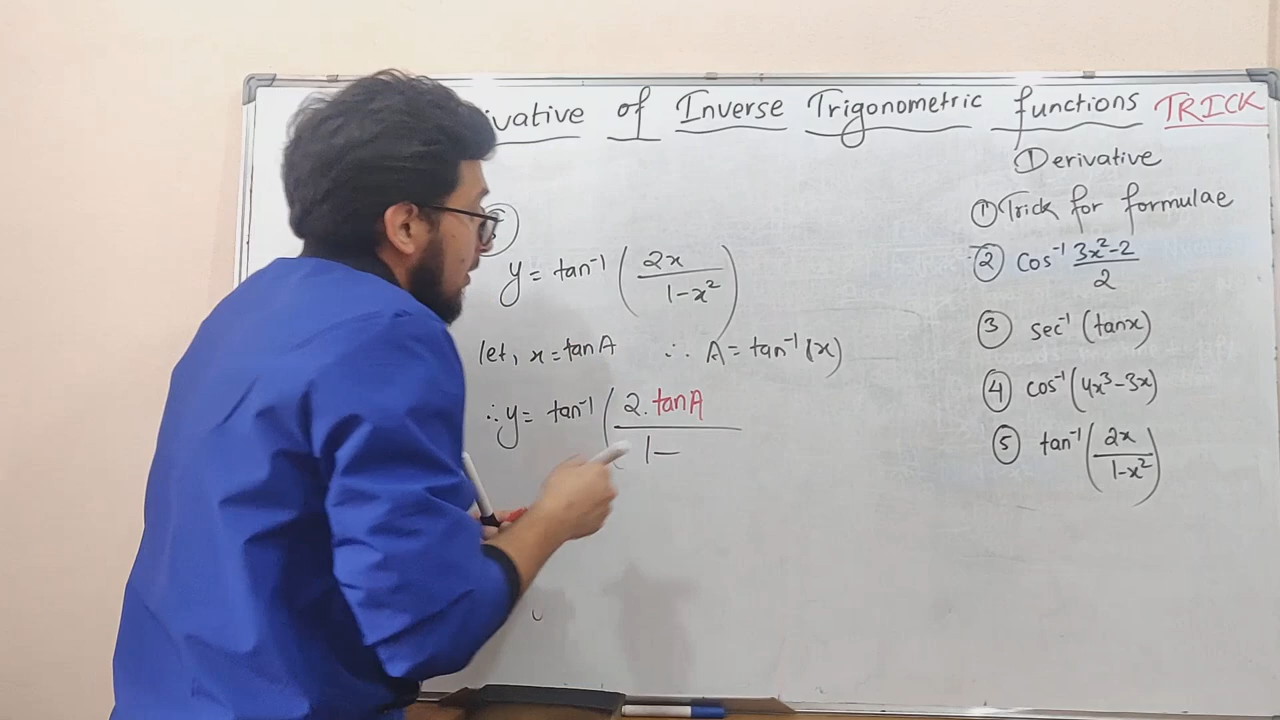 ivative of Inverse Trigonometric functions TRICK
y = tan⁻¹ (2x / 1-x²)
let, x = tanA ∴ A = tan⁻¹(x)
∴ y = tan⁻¹ (2.tanA / 1-
① Derivative
① Trick for formulae
② cos⁻¹ 3x²-2 / 2
③ sec⁻¹ (tanx)
④ cos⁻¹ (4x³-3x)
⑤ tan⁻¹ (2x / 1-x²)